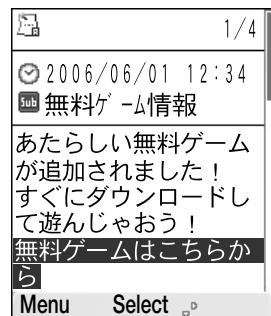 1/4
2006/06/01 12:34
Sub 無料ｹﾞｰﾑ情報
あたらしい無料ゲーム
が追加されました！
すぐにダウンロードし
て遊んじゃおう！
無料ゲームはこちらか
ら
Menu Select